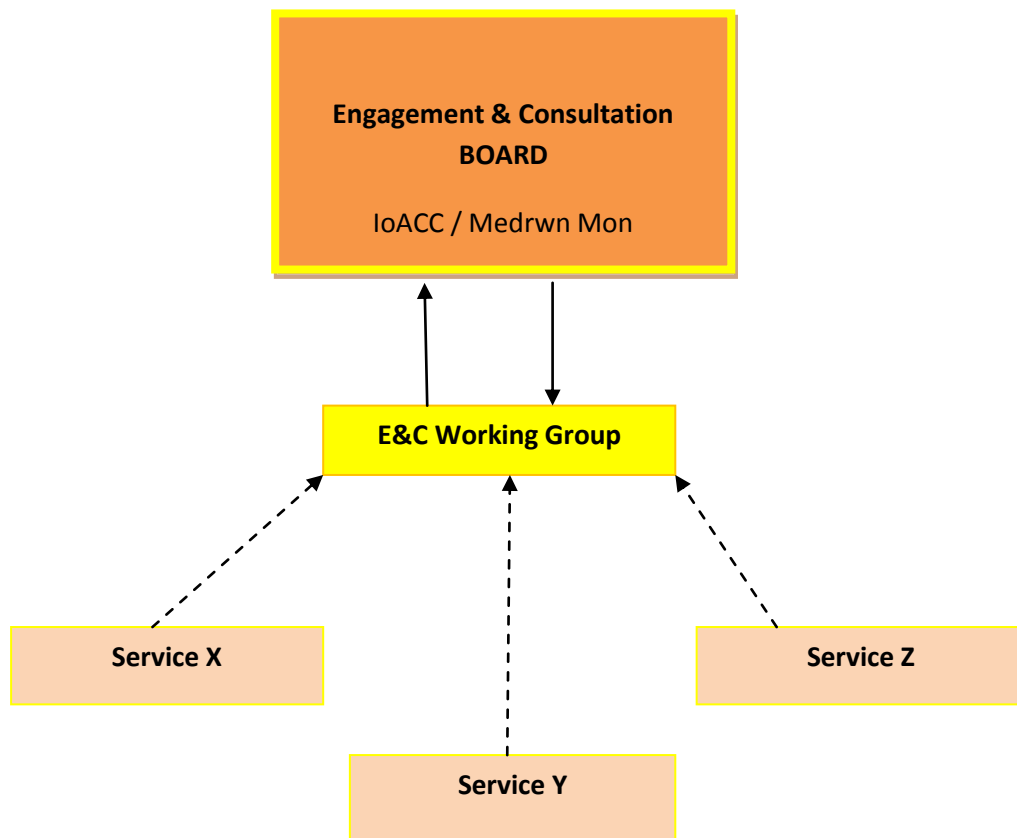 Engagement & Consultation
BOARD
IoACC / Medrwn Mon
E&C Working Group
Service X
Service Z
Service Y